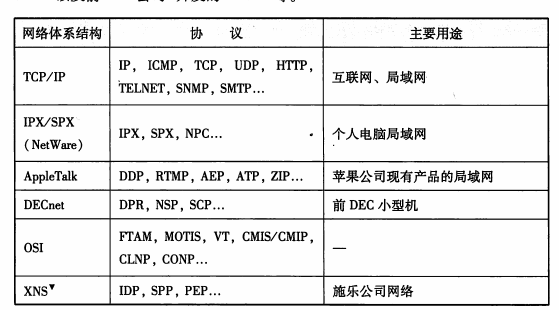 网络体系结构 协 议 主要用途
TCP/IP IP, ICMP, TCP, UDP, HTTP, TELNET, SNMP, SMTP… 互联网、局域网
IPX/SPX (NetWare) IPX, SPX, NPC… 个人电脑局域网
AppleTalk DDP, RTMP, AEP, ATP, ZIP… 苹果公司现有产品的局域网
DECnet DPR, NSP, SCP… 前 DEC 小型机
OSI FTAM, MOTIS, VT, CMIS/CMIP, CLNP, CONP… —
XNS▼ IDP, SPP, PEP… 施乐公司网络